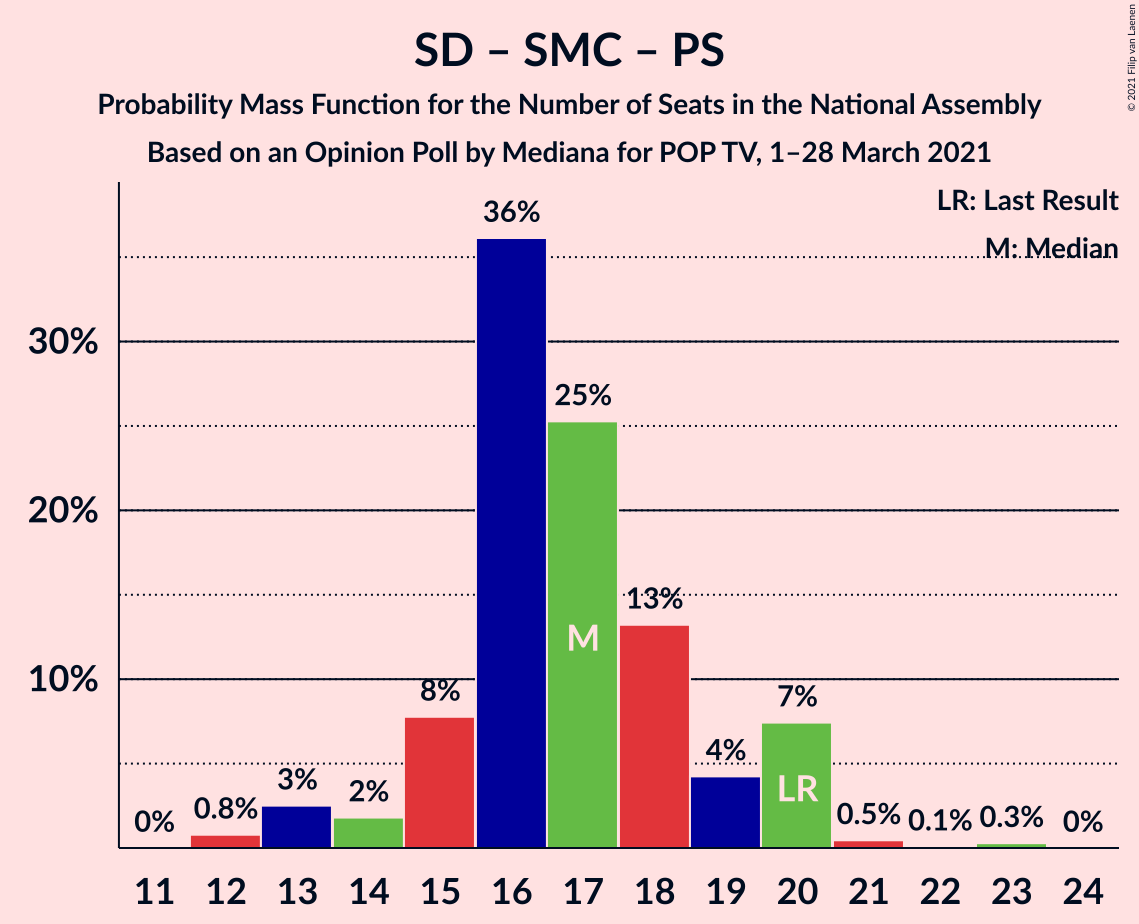 SD – SMC – PS
Probability Mass Function for the Number of Seats in the National Assembly
Based on an Opinion Poll by Mediana for POP TV, 1–28 March 2021
© 2021 Filip van Laenen
LR: Last Result
M: Median
36%
30%
25%
20%
13%
M
10%
8%
7%
4%
LR
3%
2%
0%
0.8%
0.5%
0.1%
0.3%
0%
11 12 13 14 15 16 17 18 19 20 21 22 23 24